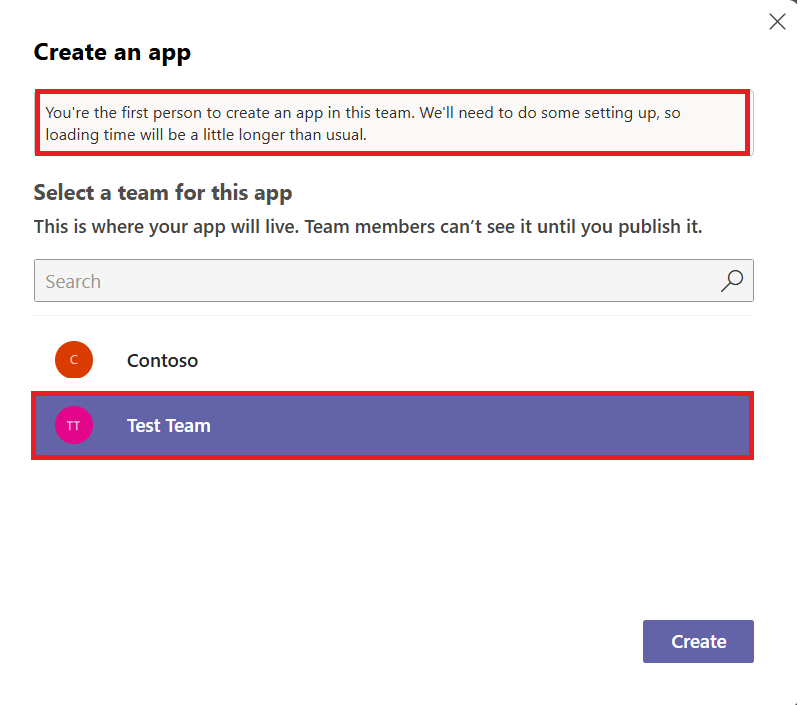 Create an app
You're the first person to create an app in this team. We'll need to do some setting up, so
loading time will be a little longer than usual.
Select a team for this app
This is where your app will live. Team members can’t see it until you publish it.
Search
C
Contoso
TT
Test Team
Create